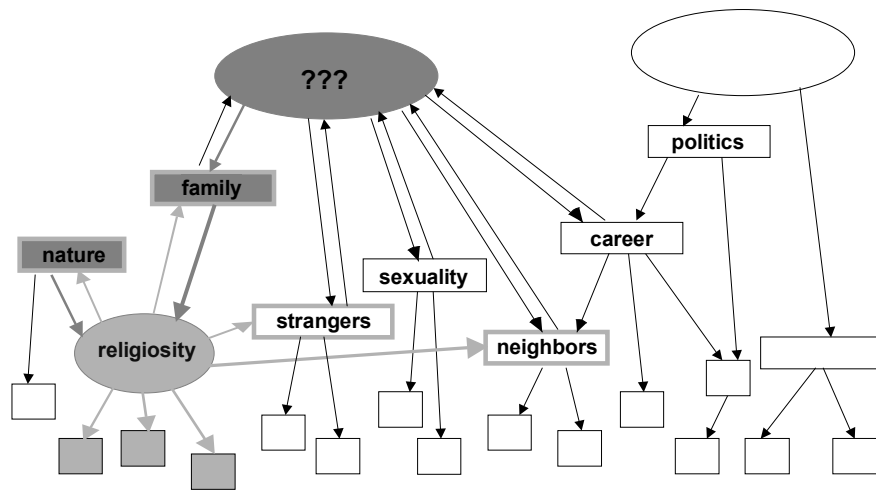 ???
politics
family
career
nature
sexuality
strangers
religiosity
neighbors